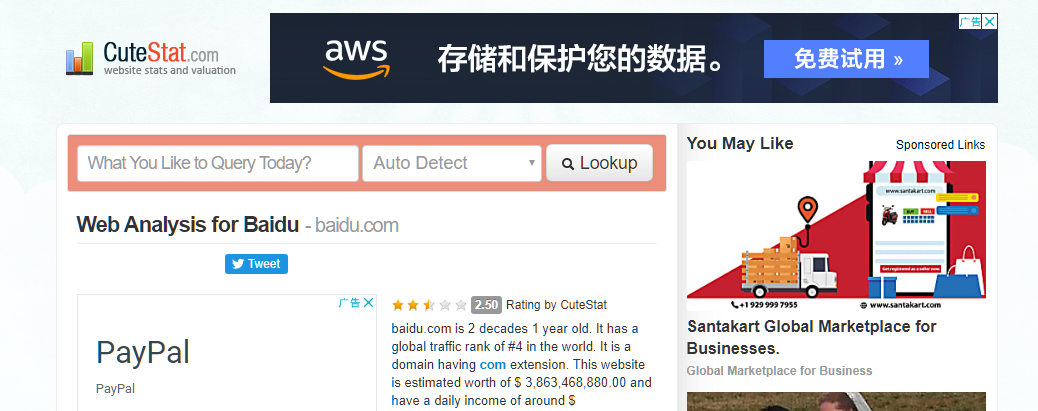 CuteStat.com
website stats and valuation
aws
存储和保护您的数据。
免费试用 »
广告
What You Like to Query Today?
Auto Detect
Lookup
Web Analysis for Baidu - baidu.com
Tweet
广告
PayPal
PayPal
2.50 Rating by CuteStat
baidu.com is 2 decades 1 year old. It has a
global traffic rank of #4 in the world. It is a
domain having com extension. This website
is estimated worth of $ 3,863,468,880.00 and
have a daily income of around $
You May Like
Sponsored Links
www.santakart.com
BUY SELL
Get registered as a seller now
+1 929 999 7955
www.santakart.com
Santakart Global Marketplace for
Businesses.
Global Marketplace for Business